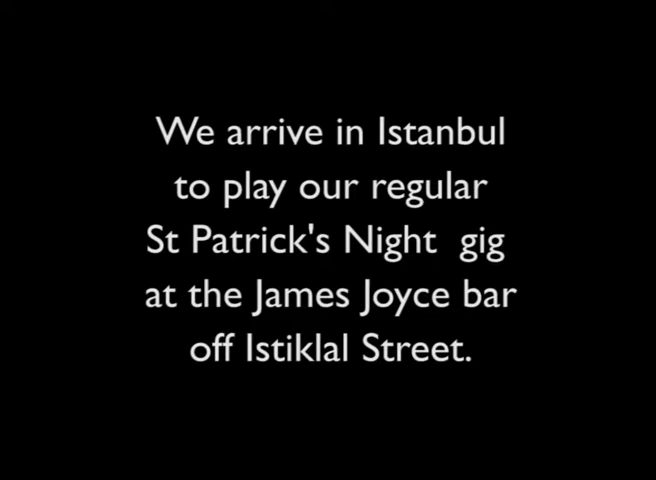 We arrive in Istanbul
to play our regular
St Patrick's Night  gig
at the James Joyce bar
off Istiklal Street.